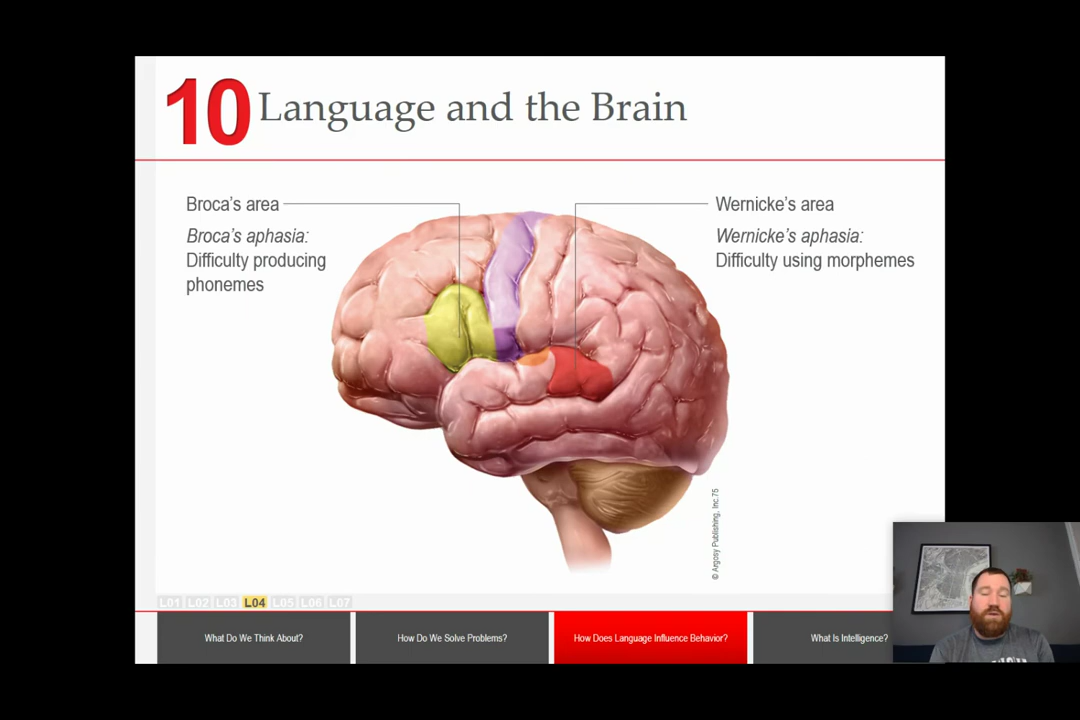 10 Language and the Brain
Broca's area
Broca's aphasia:
Difficulty producing
phonemes
Wernicke's area
Wernicke's aphasia:
Difficulty using morphemes
© Argosy Publishing, Inc.75
L01 L02 L03 L04 L05 L06 L07
What Do We Think About?
How Do We Solve Problems?
How Does Language Influence Behavior?
What Is Intelligence?